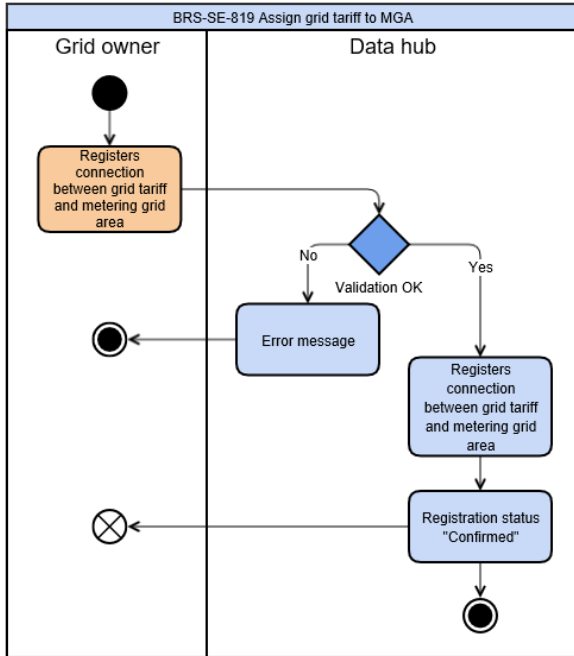 BRS-SE-819 Assign grid tariff to MGA
Grid owner
Data hub
Registers
connection
between grid tariff
and metering grid
area
No
Yes
Validation OK
Error message
Registers
connection
between grid tariff
and metering grid
area
Registration status
"Confirmed"